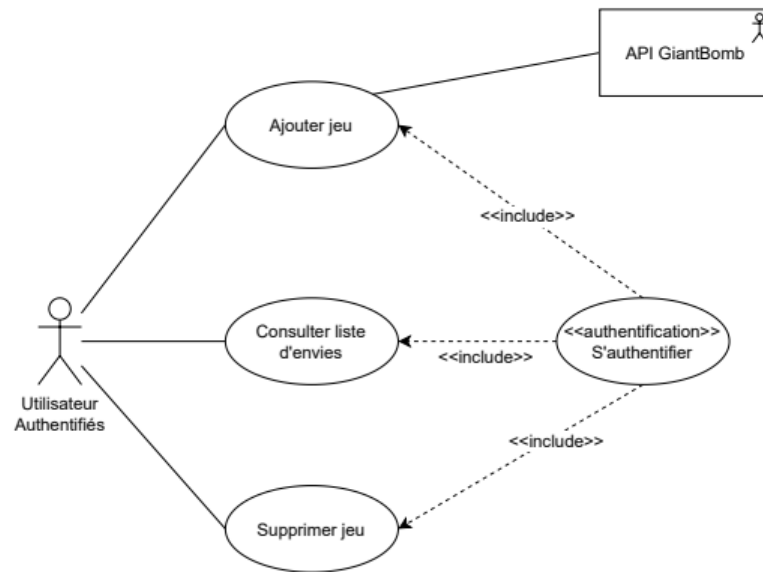 API GiantBomb
Ajouter jeu
<<include>>
Consulter liste
d'envies
<<include>>
<<authentification>>
S'authentifier
Utilisateur
Authentifiés
<<include>>
Supprimer jeu